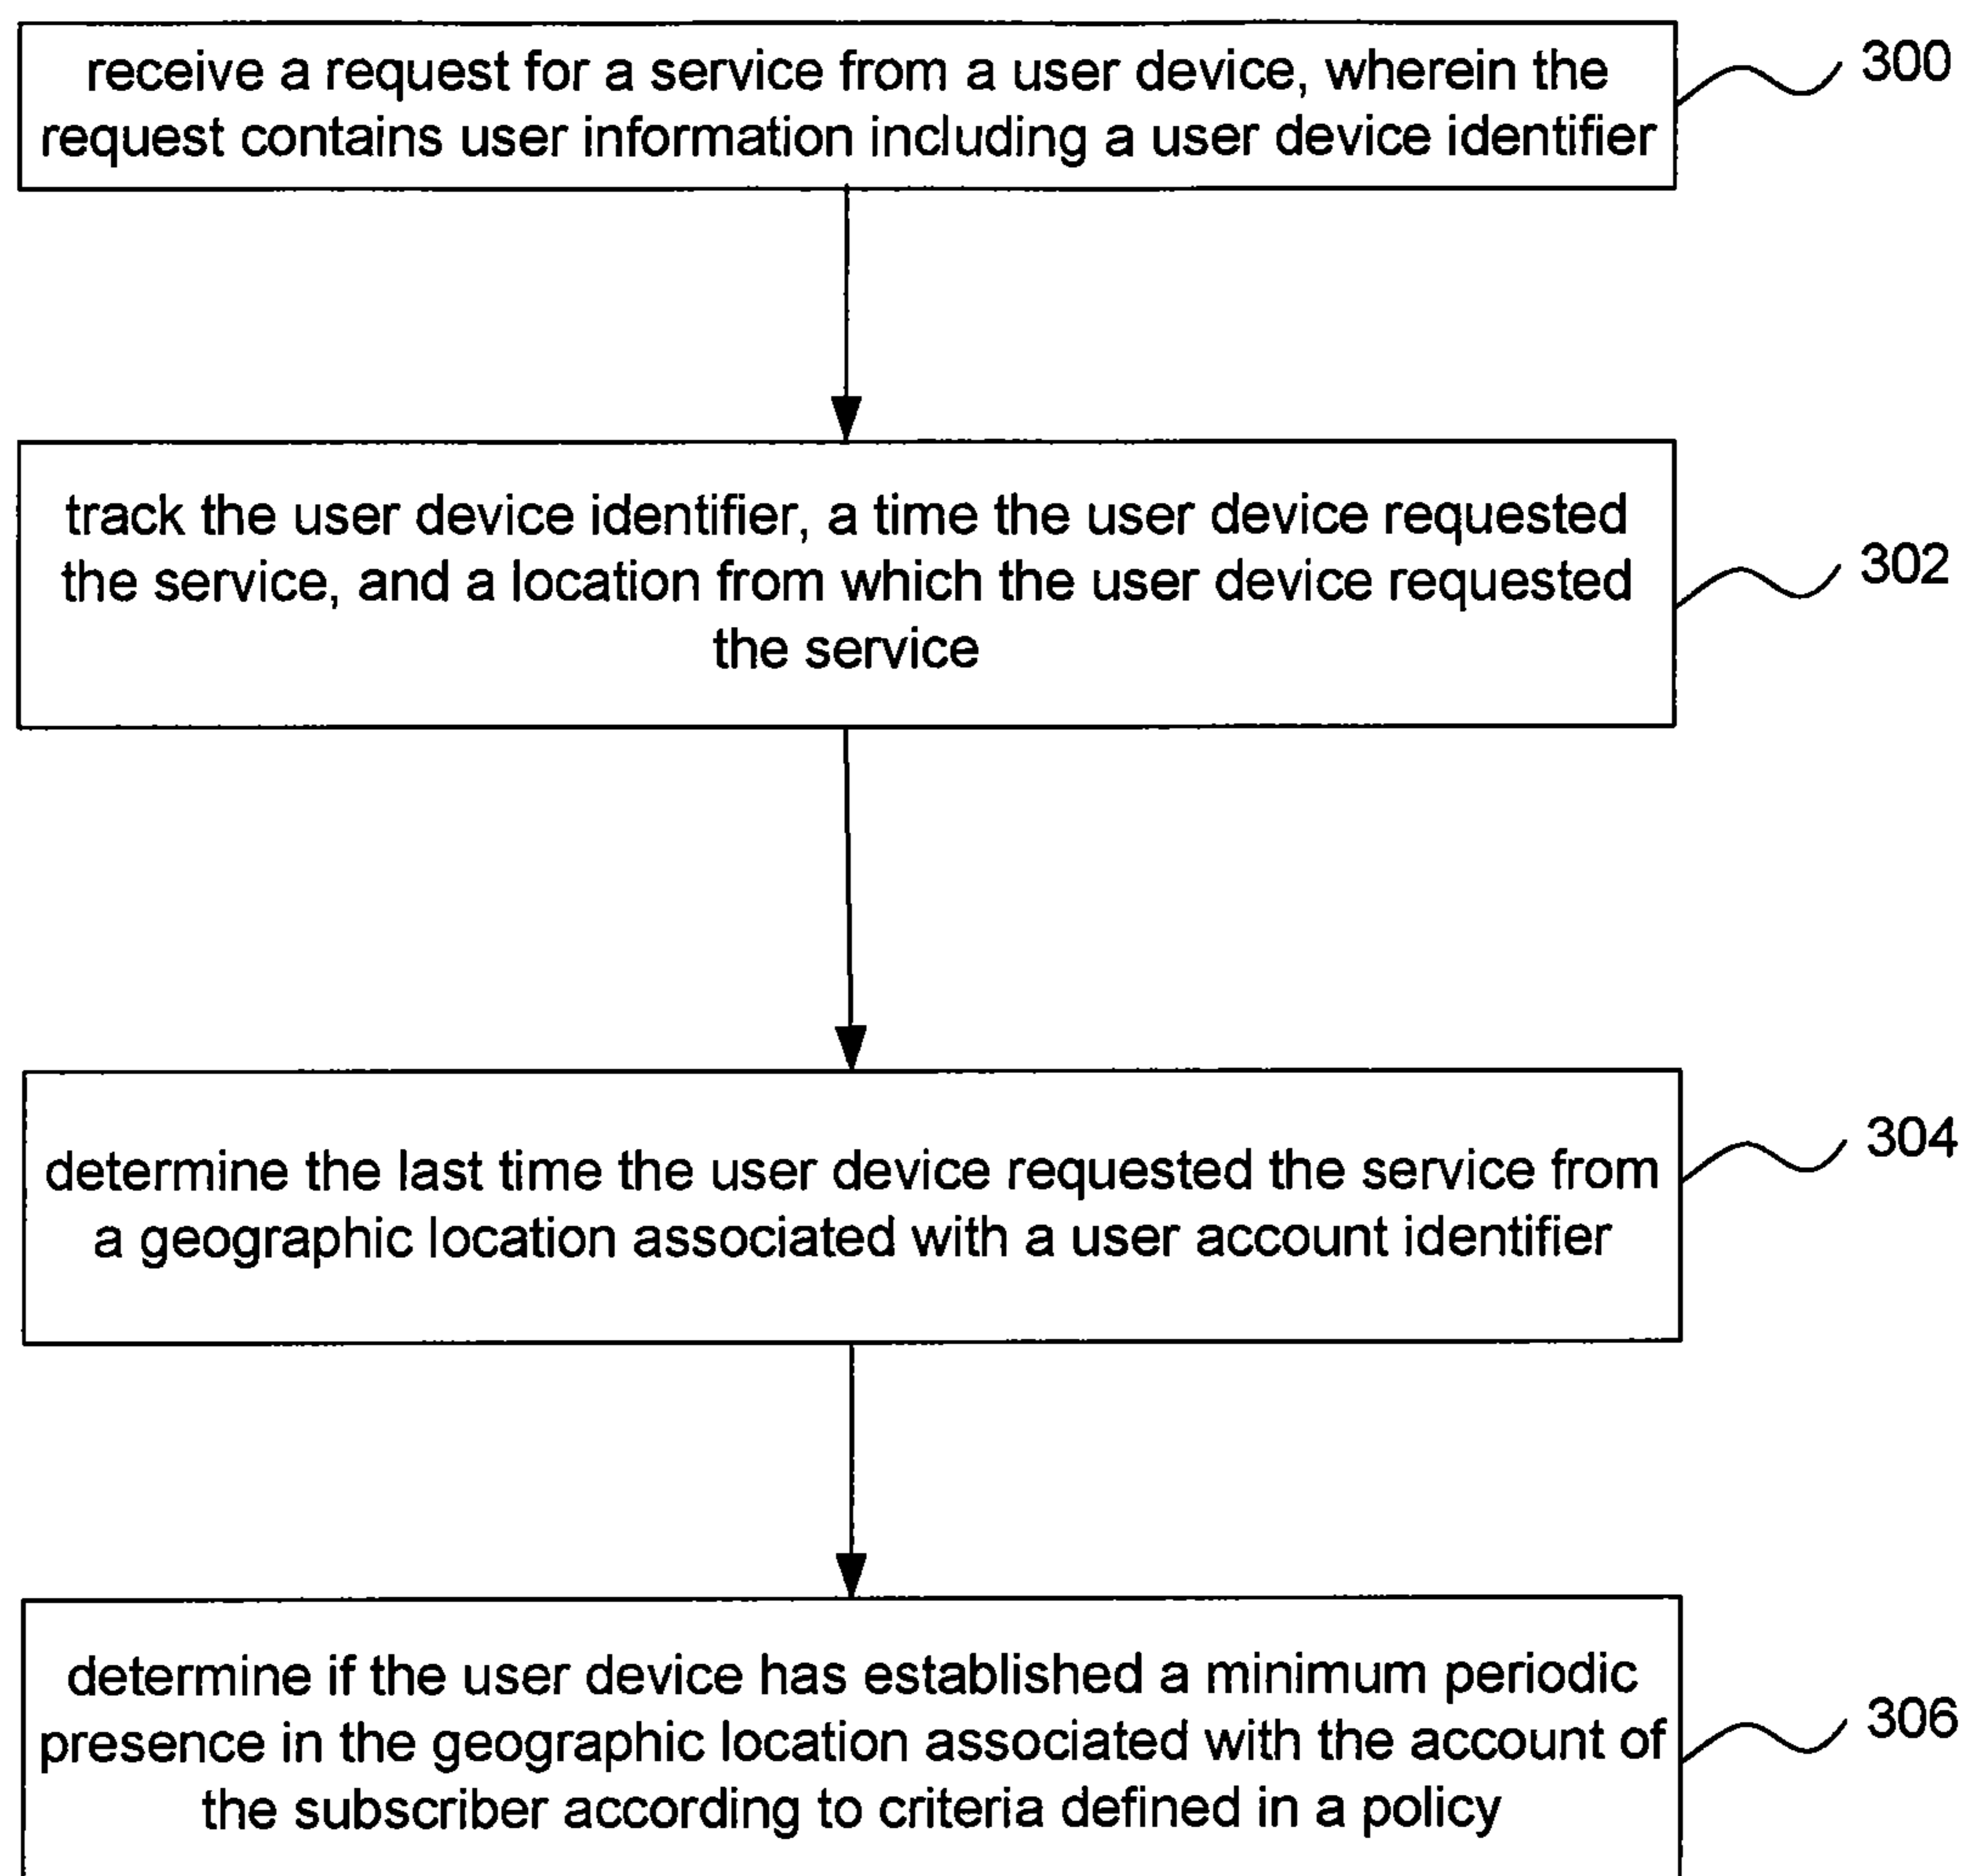 receive a request for a service from a user device, wherein the
request contains user information including a user device identifier
300
track the user device identifier, a time the user device requested
the service, and a location from which the user device requested
the service
302
determine the last time the user device requested the service from
a geographic location associated with a user account identifier
304
determine if the user device has established a minimum periodic
presence in the geographic location associated with the account of
the subscriber according to criteria defined in a policy
306